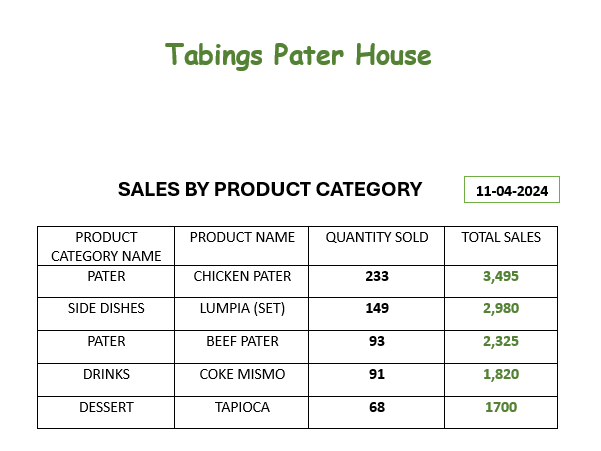 Tabings Pater House
SALES BY PRODUCT CATEGORY
11-04-2024
PRODUCT CATEGORY NAME PRODUCT NAME QUANTITY SOLD TOTAL SALES
PATER CHICKEN PATER 233 3,495
SIDE DISHES LUMPIA (SET) 149 2,980
PATER BEEF PATER 93 2,325
DRINKS COKE MISMO 91 1,820
DESSERT TAPIOCA 68 1700